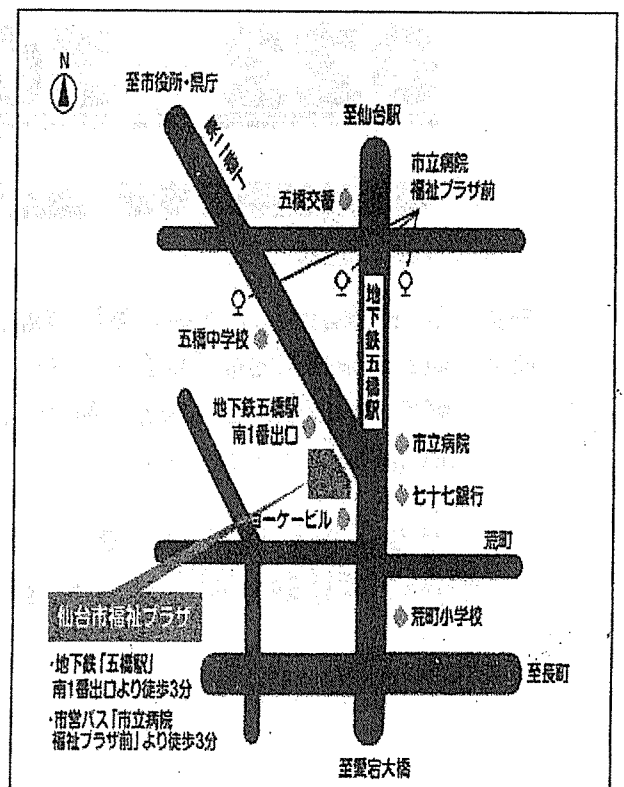 N
至市役所・県庁
東二番丁
至仙台駅
市立病院
福祉プラザ前
五橋交番
地下鉄五橋駅
五橋中学校
地下鉄五橋駅
南1番出口
市立病院
七十七銀行
ヨーケービル
荒町
仙台市福祉プラザ
荒町小学校
・地下鉄「五橋駅」
南1番出口より徒歩3分
至長町
・市営バス「市立病院
福祉プラザ前」より徒歩3分
至愛宕大橋